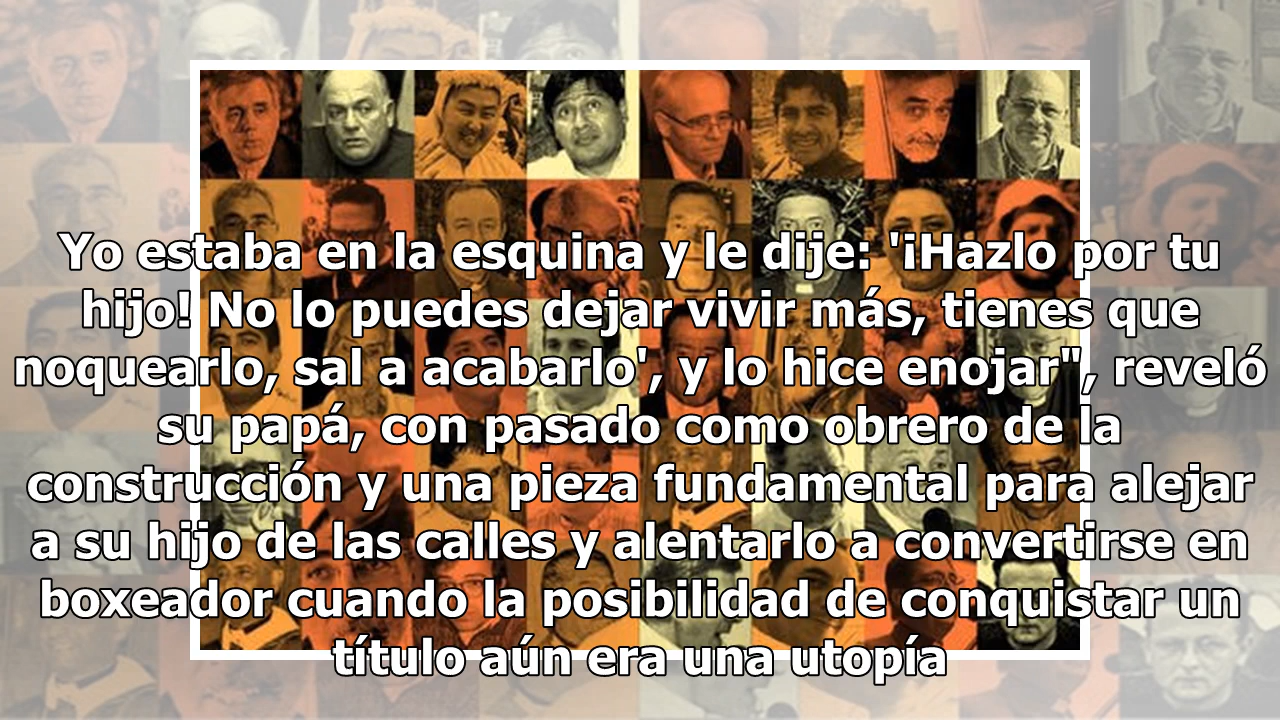 Yo estaba en la esquina y le dije: '¡Hazlo por tu
hijo! No lo puedes dejar vivir más, tienes que
noquearlo, sal a acabarlo', y lo hice enojar", reveló
su papá, con pasado como obrero de la
construcción y una pieza fundamental para alejar
a su hijo de las calles y alentarlo a convertirse en
boxeador cuando la posibilidad de conquistar un
título aún era una utopía